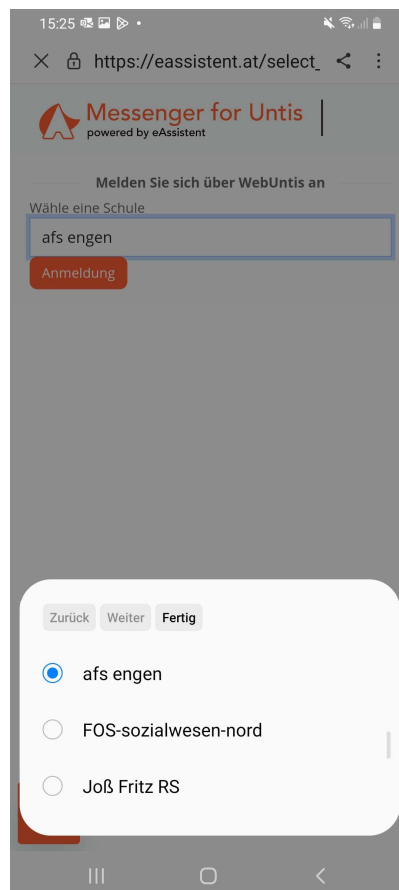 15:25
https://eassistent.at/select_
Messenger for Untis
powered by eAssistent
Melden Sie sich über WebUntis an
Wähle eine Schule
afs engen
Anmeldung
Zurück Weiter Fertig
afs engen
FOS-sozialwesen-nord
Joß Fritz RS